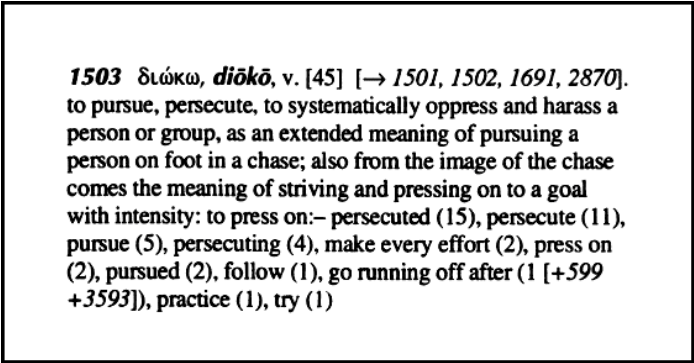 1503 διώκω, diōkō, v. [45] [→ 1501, 1502, 1691, 2870].
to pursue, persecute, to systematically oppress and harass a
person or group, as an extended meaning of pursuing a
person on foot in a chase; also from the image of the chase
comes the meaning of striving and pressing on to a goal
with intensity: to press on:– persecuted (15), persecute (11),
pursue (5), persecuting (4), make every effort (2), press on
(2), pursued (2), follow (1), go running off after (1 [+599
+3593]), practice (1), try (1)